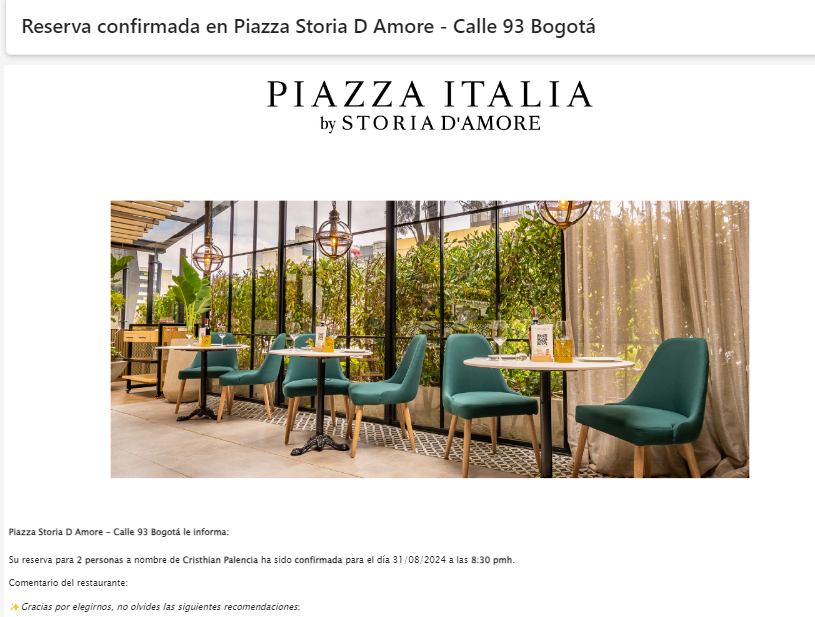 Reserva confirmada en Piazza Storia D Amore - Calle 93 Bogotá
PIAZZA ITALIA
by STORIA D'AMORE
Piazza Storia D Amore – Calle 93 Bogotá le informa:
Su reserva para 2 personas a nombre de Cristhian Palencia ha sido confirmada para el día 31/08/2024 a las 8:30 pmh.
Comentario del restaurante:
✨Gracias por elegirnos, no olvides las siguientes recomendaciones: